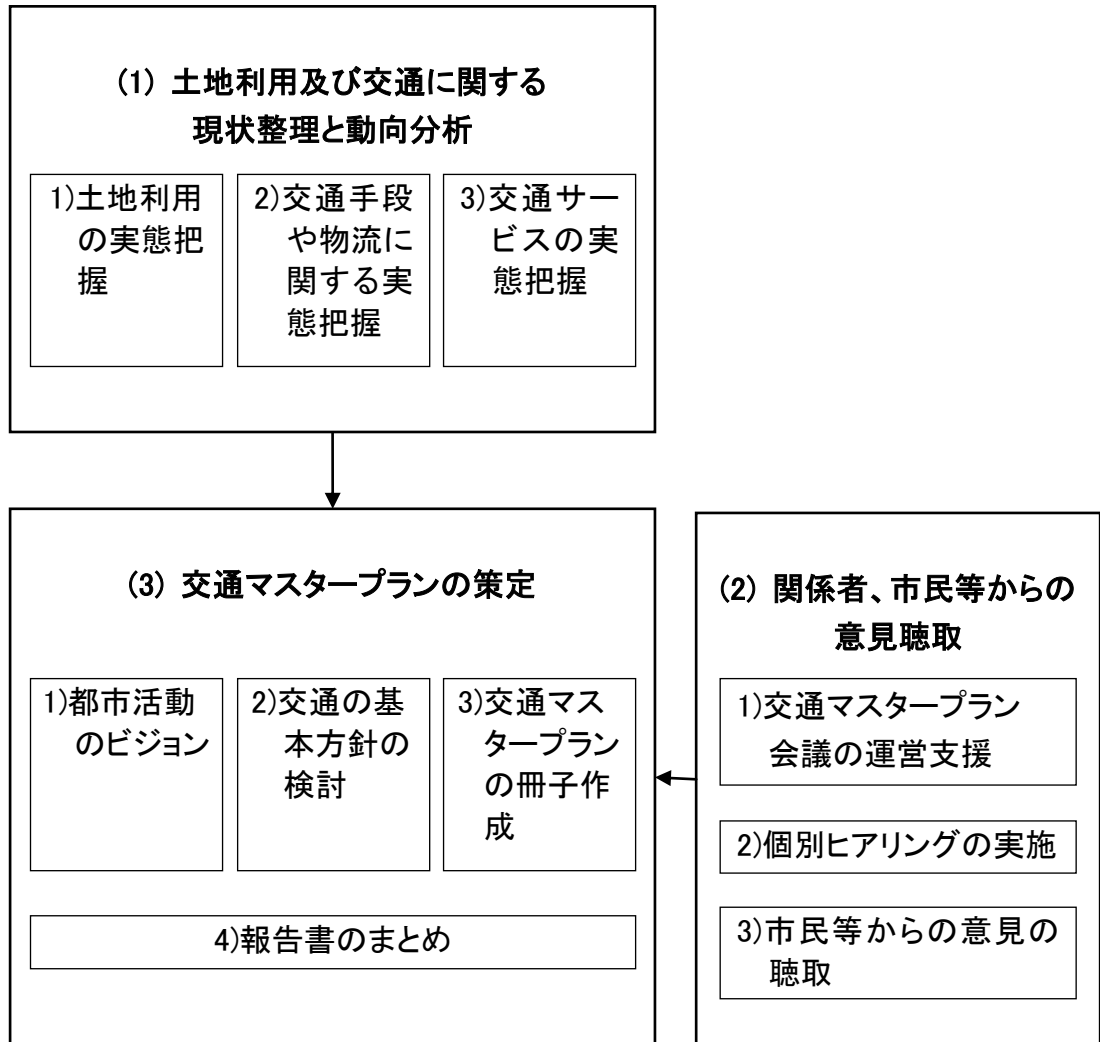 (1) 土地利用及び交通に関する
現状整理と動向分析
1)土地利用
の実態把
握
2)交通手段
や物流に
関する実
態把握
3)交通サー
ビスの実
態把握
(3) 交通マスタープランの策定
1)都市活動
のビジョン
2)交通の基
本方針の
検討
3)交通マス
タープラン
の冊子作
成
4)報告書のまとめ
(2) 関係者、市民等からの
意見聴取
1)交通マスタープラン
会議の運営支援
2)個別ヒアリングの実施
3)市民等からの意見の
聴取